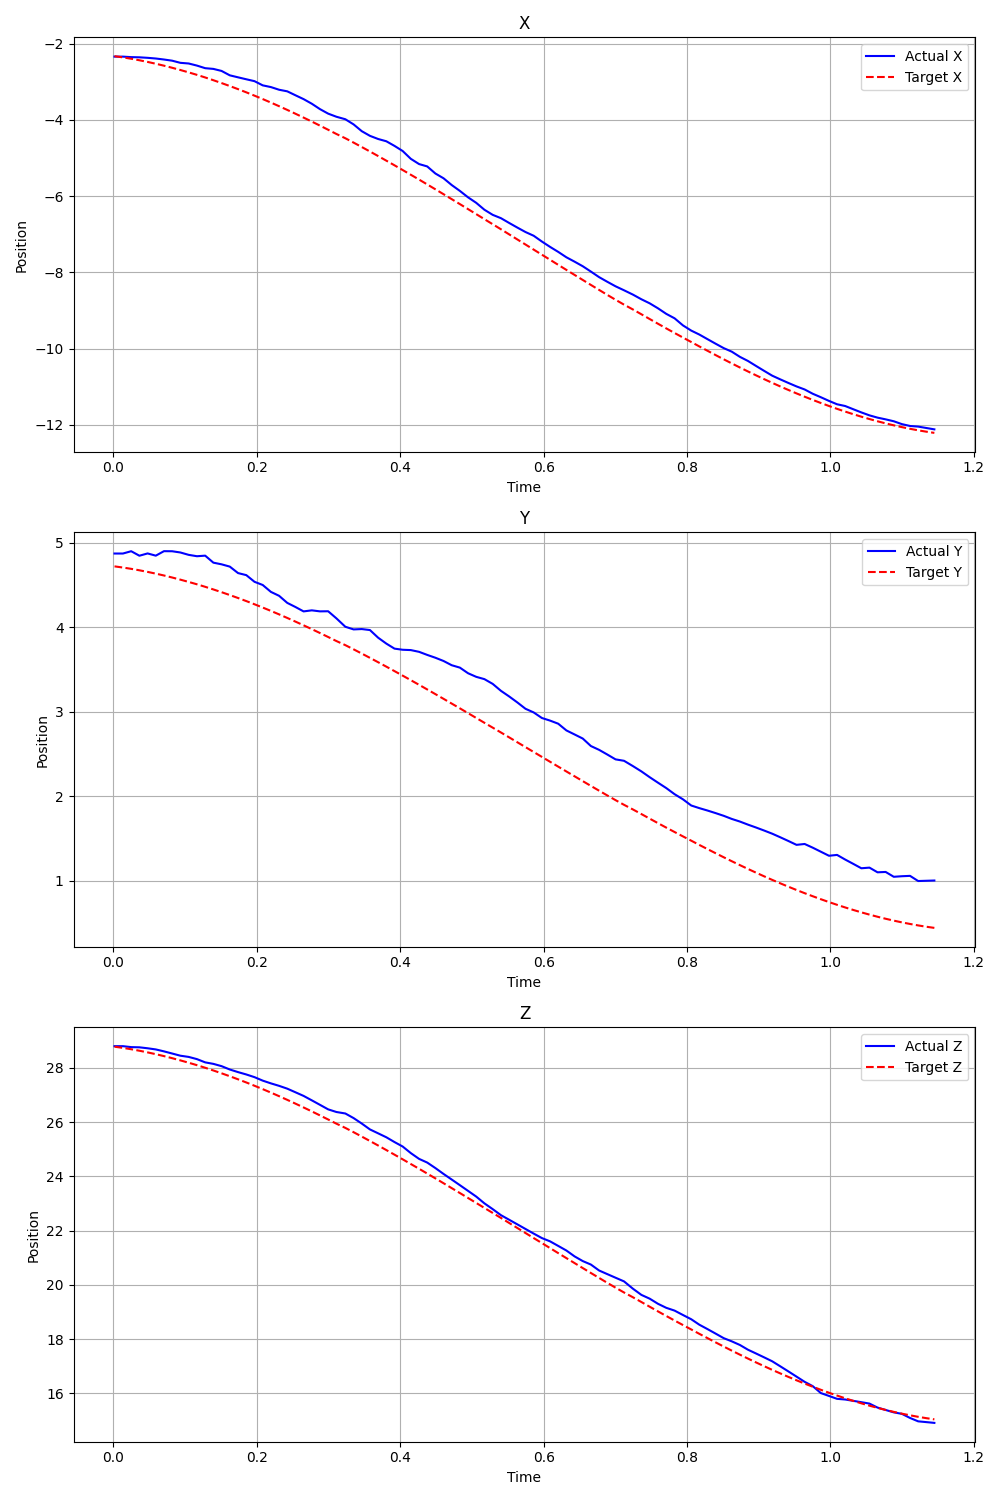 X
−2
−4
−6
−8
−10
−12
Position
Actual X
Target X
0.0 0.2 0.4 0.6 0.8 1.0 1.2
Time
Y
5
4
3
2
1
Position
Actual Y
Target Y
0.0 0.2 0.4 0.6 0.8 1.0 1.2
Time
Z
28
26
24
22
20
18
16
Position
Actual Z
Target Z
0.0 0.2 0.4 0.6 0.8 1.0 1.2
Time